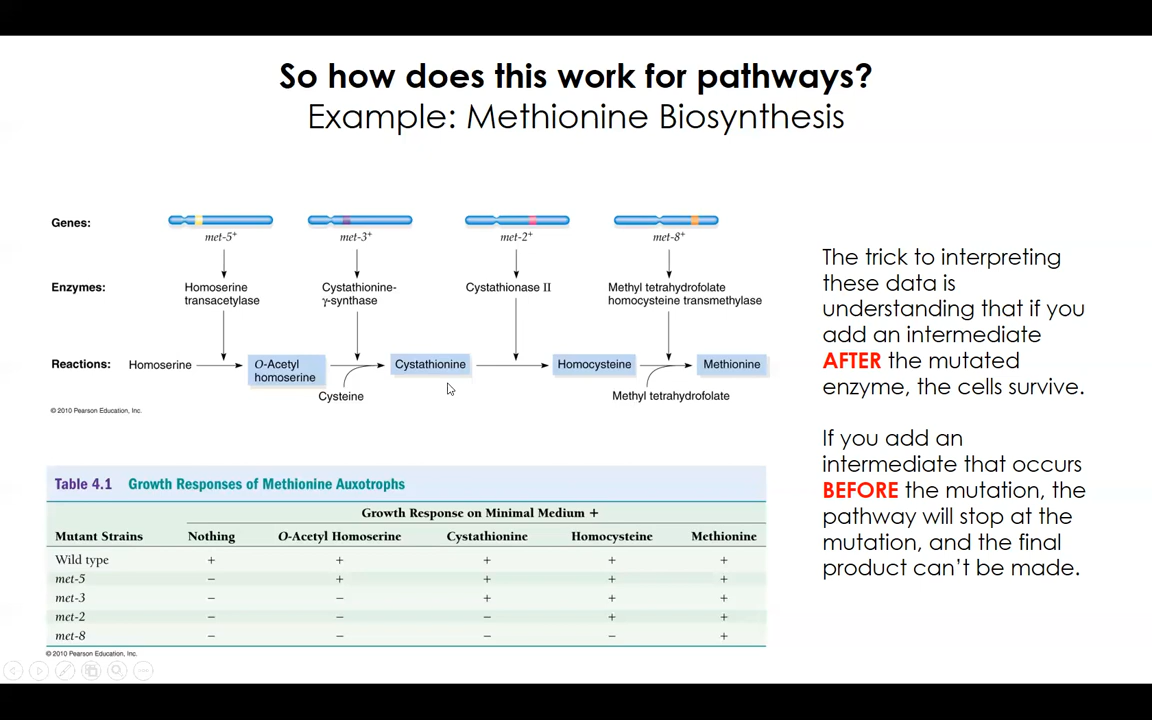 So how does this work for pathways?
Example: Methionine Biosynthesis
Genes:
met-5+
met-3+
met-2+
met-8+
Enzymes:
Homoserine
transacetylase
Cystathionine-
γ-synthase
Cystathionase II
Methyl tetrahydrofolate
homocysteine transmethylase
Reactions:
Homoserine
O-Acetyl
homoserine
Cystathionine
Homocysteine
Methionine
Cysteine
Methyl tetrahydrofolate
© 2010 Pearson Education, Inc.
The trick to interpreting
these data is
understanding that if you
add an intermediate
AFTER the mutated
enzyme, the cells survive.
If you add an
intermediate that occurs
BEFORE the mutation, the
pathway will stop at the
mutation, and the final
product can't be made.
Table 4.1 Growth Responses of Methionine Auxotrophs
Growth Response on Minimal Medium +
Mutant Strains Nothing O-Acetyl Homoserine Cystathionine Homocysteine Methionine
Wild type + + + + +
met-5 – + + + +
met-3 – – + + +
met-2 – – – + +
met-8 – – – – +
© 2010 Pearson Education, Inc.